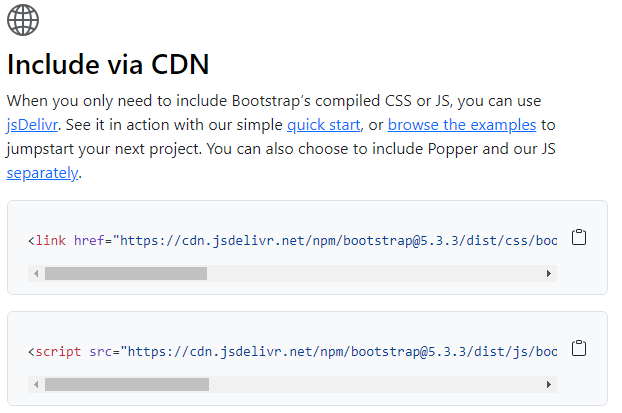 Include via CDN
When you only need to include Bootstrap’s compiled CSS or JS, you can use
jsDelivr. See it in action with our simple quick start, or browse the examples to
jumpstart your next project. You can also choose to include Popper and our JS
separately.
<link href="https://cdn.jsdelivr.net/npm/bootstrap@5.3.3/dist/css/boo
<script src="https://cdn.jsdelivr.net/npm/bootstrap@5.3.3/dist/js/boo